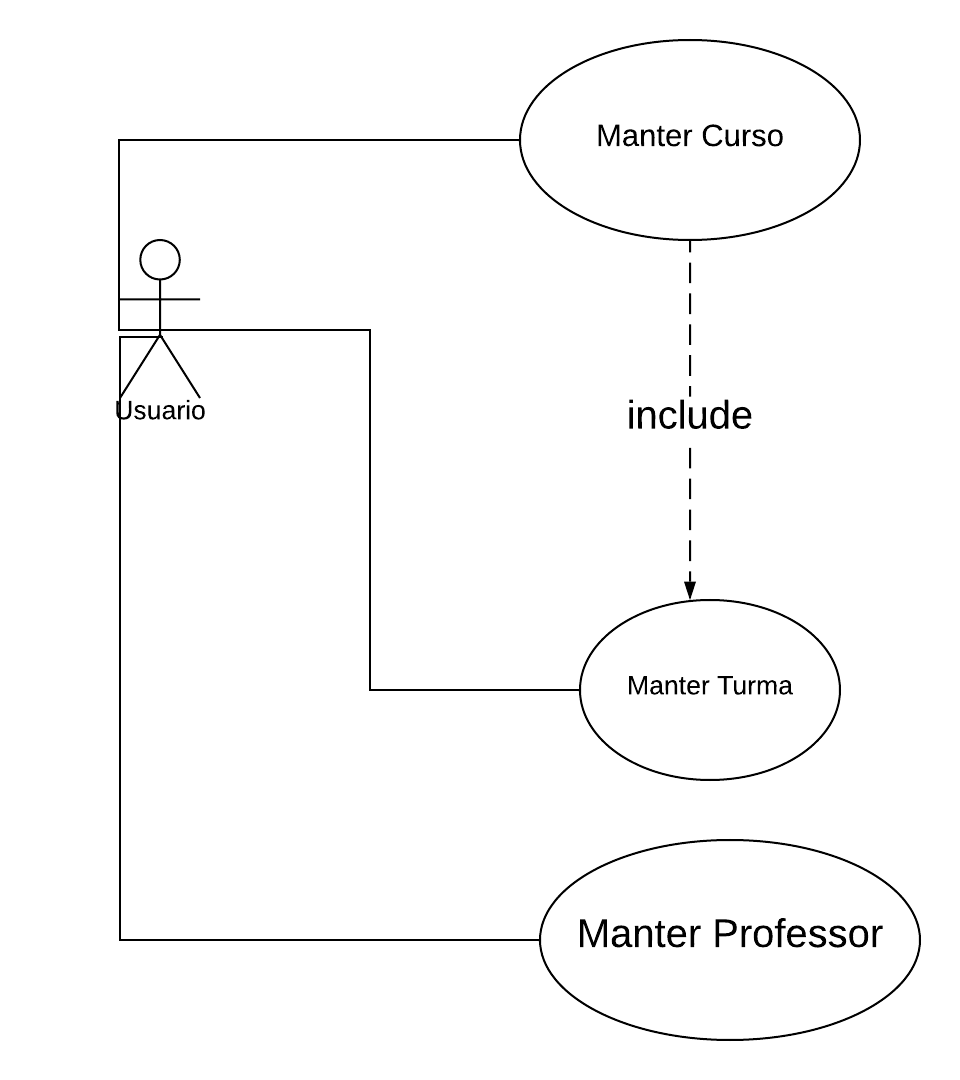 Manter Curso
Usuario
include
Manter Turma
Manter Professor